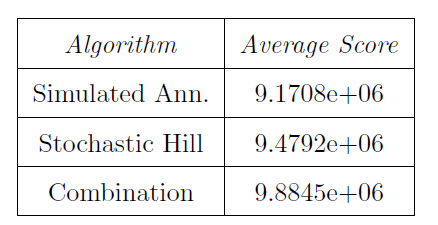 Algorithm Average Score
Simulated Ann. 9.1708e+06
Stochastic Hill 9.4792e+06
Combination 9.8845e+06